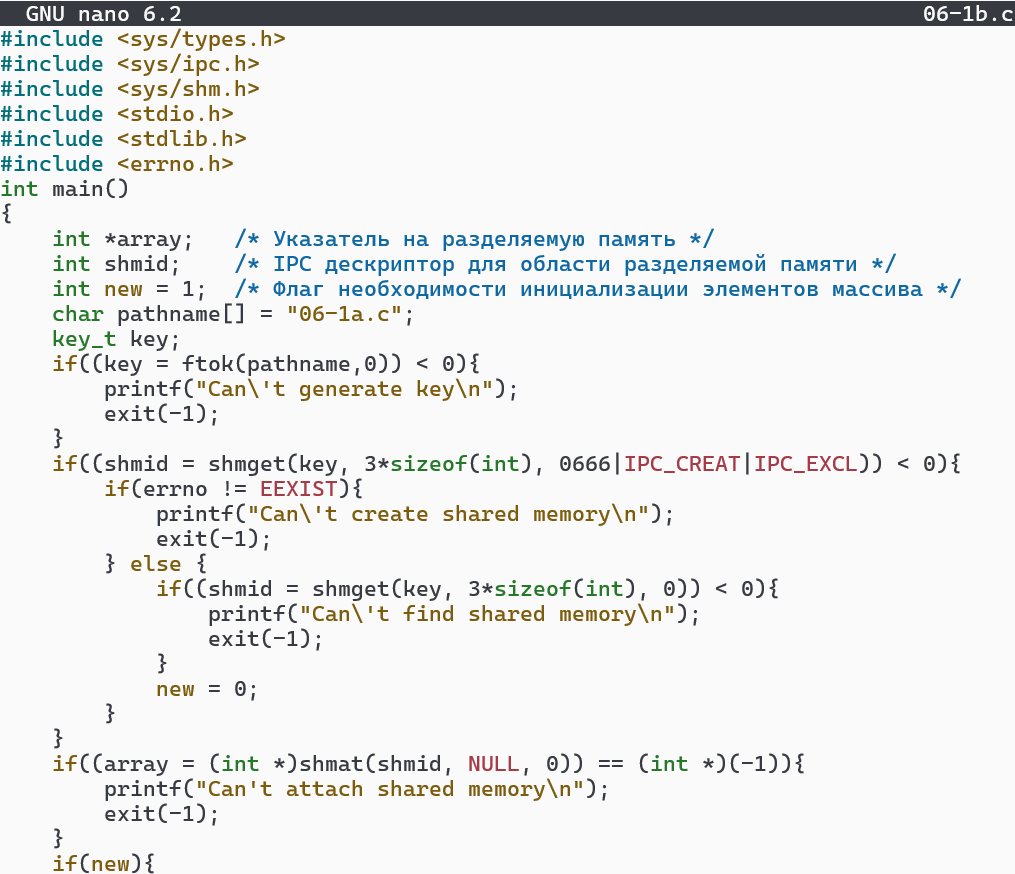 GNU nano 6.2 06-1b.c
#include <sys/types.h>
#include <sys/ipc.h>
#include <sys/shm.h>
#include <stdio.h>
#include <stdlib.h>
#include <errno.h>
int main()
{
    int *array;   /* Указатель на разделяемую память */
    int shmid;    /* IPC дескриптор для области разделяемой памяти */
    int new = 1;  /* Флаг необходимости инициализации элементов массива */
    char pathname[] = "06-1a.c";
    key_t key;
    if((key = ftok(pathname,0)) < 0){
        printf("Can\'t generate key\n");
        exit(-1);
    }
    if((shmid = shmget(key, 3*sizeof(int), 0666|IPC_CREAT|IPC_EXCL)) < 0){
        if(errno != EEXIST){
            printf("Can\'t create shared memory\n");
            exit(-1);
        } else {
            if((shmid = shmget(key, 3*sizeof(int), 0)) < 0){
                printf("Can\'t find shared memory\n");
                exit(-1);
            }
            new = 0;
        }
    }
    if((array = (int *)shmat(shmid, NULL, 0)) == (int *)(-1)){
        printf("Can't attach shared memory\n");
        exit(-1);
    }
    if(new){